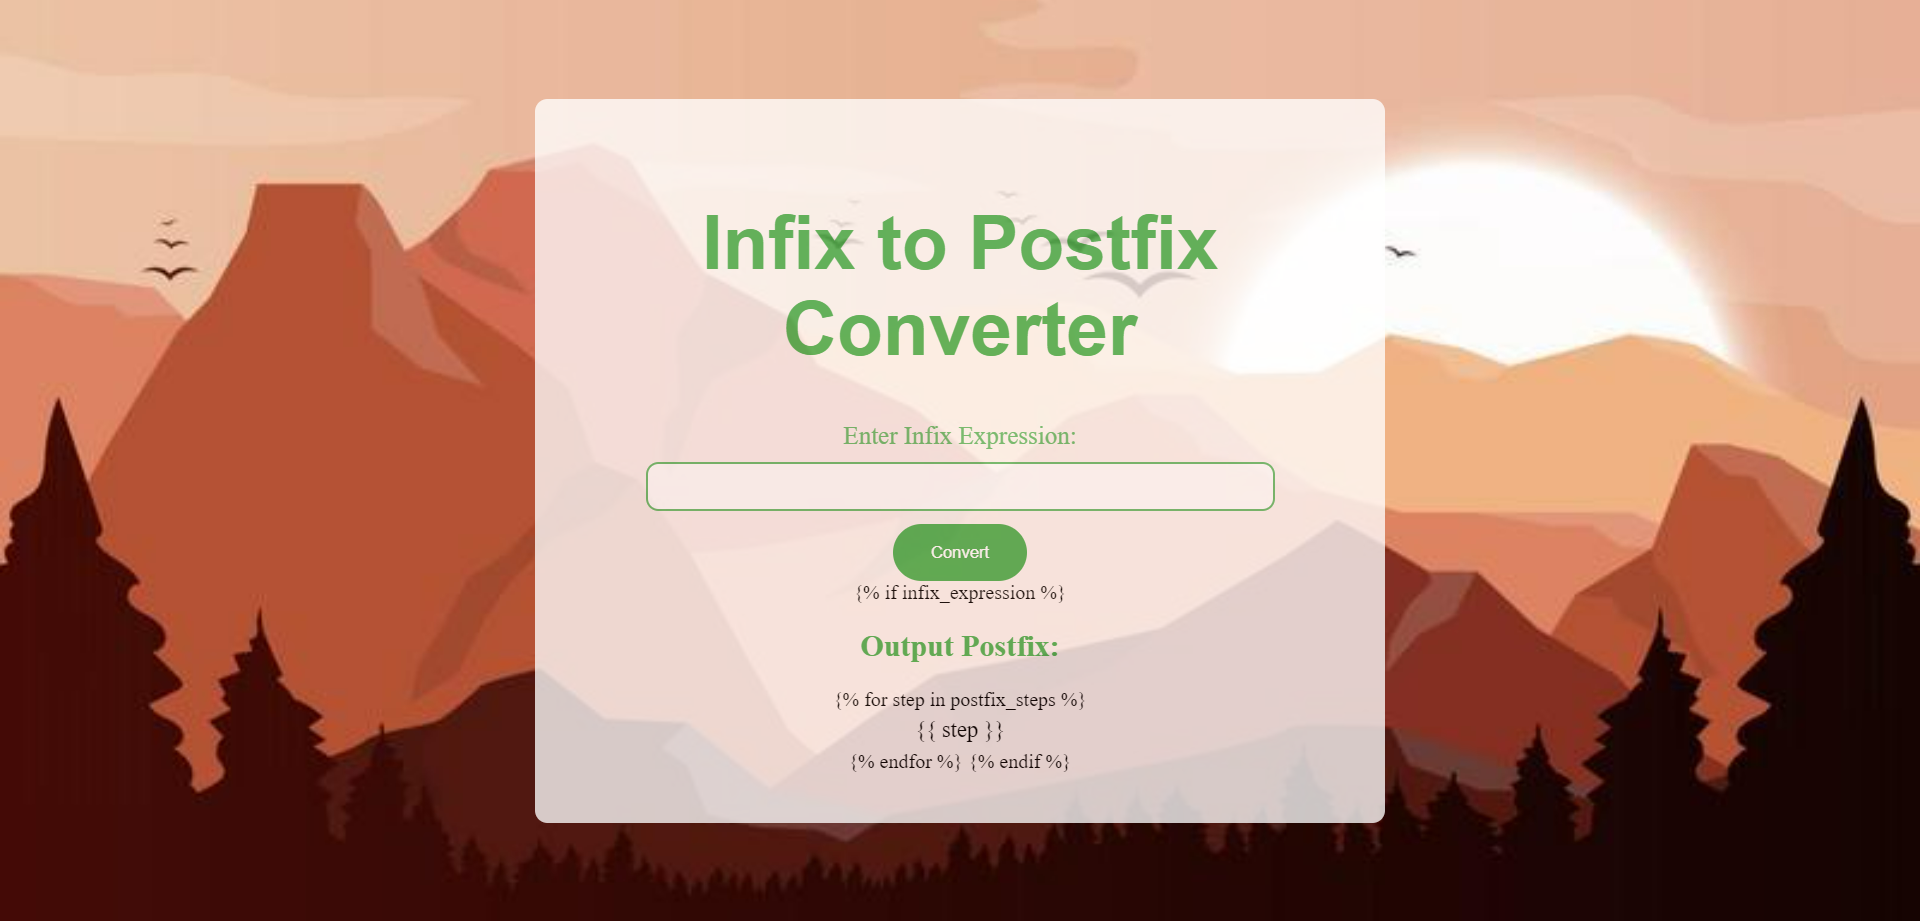 Infix to Postfix
Converter
Enter Infix Expression:
Convert
{% if infix_expression %}
Output Postfix:
{% for step in postfix_steps %}
{{ step }}
{% endfor %} {% endif %}